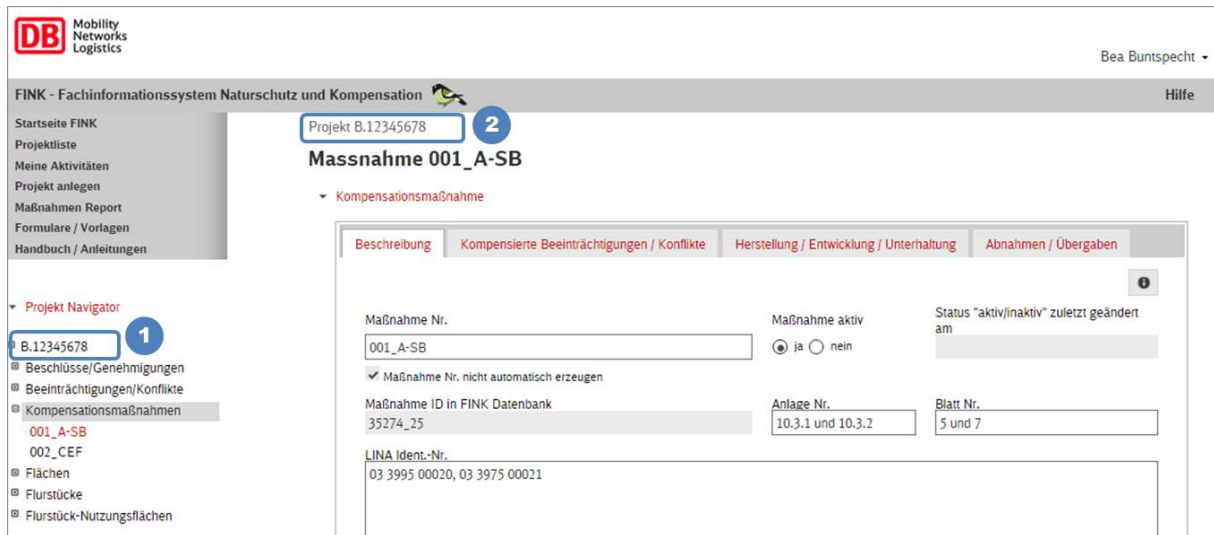 DB
Mobility
Networks
Logistics
Bea Buntspecht
FINK - Fachinformationssystem Naturschutz und Kompensation
Hilfe
Startseite FINK
Projektliste
Meine Aktivitäten
Projekt anlegen
Maßnahmen Report
Formulare / Vorlagen
Handbuch / Anleitungen
Projekt Navigator
1
B.12345678
Beschlüsse/Genehmigungen
Beeinträchtigungen/Konflikte
Kompensationsmaßnahmen
001_A-SB
002_CEF
Flächen
Flurstücke
Flurstück-Nutzungsflächen
Projekt B.12345678
2
Massnahme 001_A-SB
Kompensationsmaßnahme
Beschreibung Kompensierte Beeinträchtigungen / Konflikte Herstellung / Entwicklung / Unterhaltung Abnahmen / Übergaben
Maßnahme Nr.
001_A-SB
Maßnahme Nr. nicht automatisch erzeugen
Maßnahme aktiv
ja nein
Status "aktiv/inaktiv" zuletzt geändert
am
Maßnahme ID in FINK Datenbank
35274_25
Anlage Nr.
10.3.1 und 10.3.2
Blatt Nr.
5 und 7
LINA Ident.-Nr.
03 3995 00020, 03 3975 00021